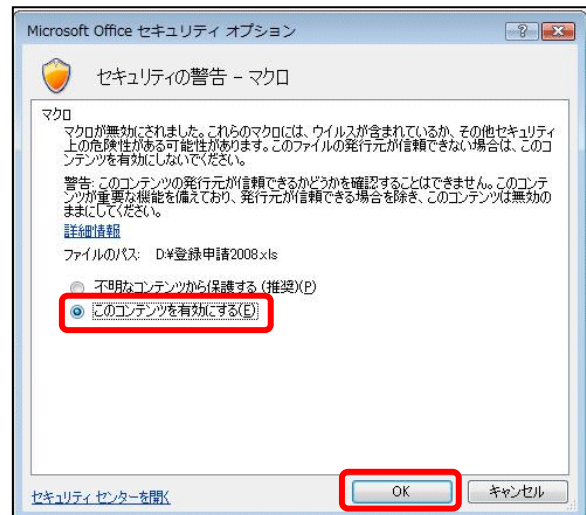 Microsoft Office セキュリティ オプション
セキュリティの警告 - マクロ
マクロ
マクロが無効にされました。これらのマクロには、ウイルスが含まれているか、その他セキュリティ
上の危険性がある可能性があります。このファイルの発行元が信頼できない場合は、このコ
ンテンツを有効にしないでください。
警告: このコンテンツの発行元が信頼できるかどうかを確認することはできません。このコンテ
ンツが重要な機能を備えており、発行元が信頼できる場合を除き、このコンテンツは無効の
ままにしてください。
詳細情報
ファイルのパス: D:¥登録申請2008.xls
不明なコンテンツから保護する (推奨)(P)
このコンテンツを有効にする(E)
セキュリティ センターを開く
OK
キャンセル